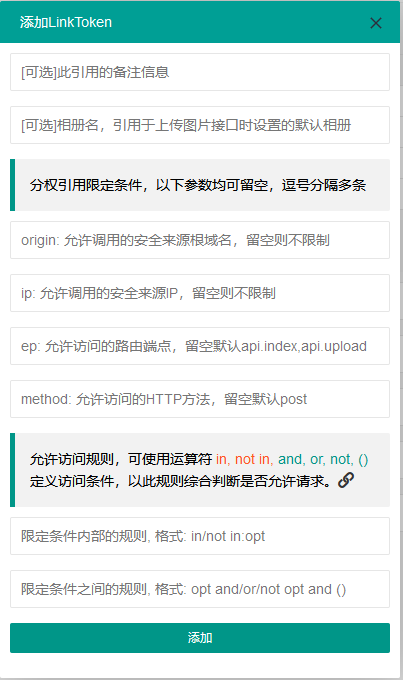 添加LinkToken
[可选]此引用的备注信息
[可选]相册名，引用于上传图片接口时设置的默认相册
分权引用限定条件，以下参数均可留空，逗号分隔多条
origin: 允许调用的安全来源根域名，留空则不限制
ip: 允许调用的安全来源IP，留空则不限制
ep: 允许访问的路由端点，留空默认api.index,api.upload
method: 允许访问的HTTP方法，留空默认post
允许访问规则，可使用运算符 in, not in, and, or, not, ()
定义访问条件，以此规则综合判断是否允许请求。
限定条件内部的规则, 格式: in/not in:opt
限定条件之间的规则, 格式: opt and/or/not opt and ()
添加